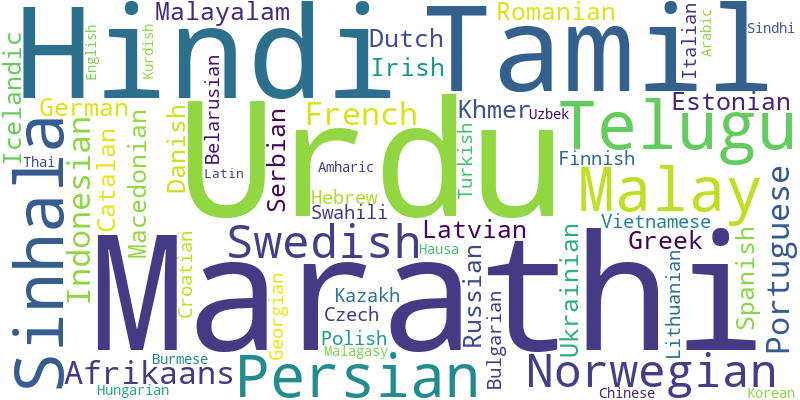 Hindi
Tamil
Malayalam
Romanian
Icelandic
English
Kurdish
Dutch
Irish
Italian
Arabic
Sindhi
German
Urdu
French
Khmer
Uzbek
Estonian
Telugu
Belarusian
Danish
Catalan
Macedonian
Indonesian
Sinhala
Thai
Latin
Serbian
Amharic
Hebrew
Swahili
Turkish
Finnish
Malay
Vietnamese
Greek
Portuguese
Swedish
Latvian
Hausa
Marathi
Croatian
Georgian
Kazakh
Czech
Polish
Malagasy
Russian
Bulgarian
Ukrainian
Lithuanian
Spanish
Burmese
Afrikaans
Hungarian
Persian
Norwegian
Chinese
Korean